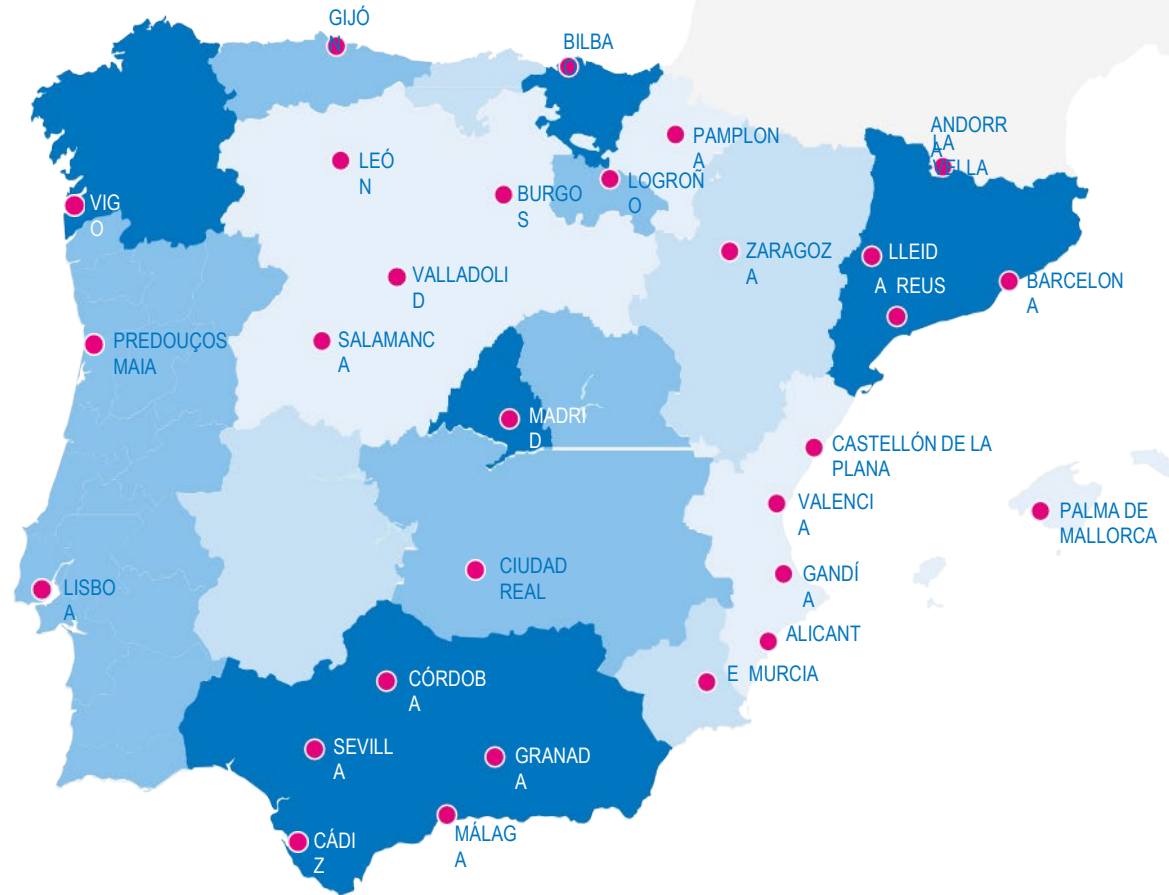 GIJÓ
N
BILBA
O
ANDORR
A
LA
VELLA
PAMPLON
A
LEÓ
N
LOGROÑ
O
BURGOS
S
VIG
O
ZARAGOZ
A
LLEID
A REUS
BARCELON
A
VALLADOLI
D
PREDOUÇOS
MAIA
SALAMANC
A
MADRI
D
CASTELLÓN DE LA
PLANA
VALENCI
A
PALMA DE
MALLORCA
CIUDAD
REAL
GANDÍ
A
LISBO
A
ALICANT
E MURCIA
CÓRDOB
A
SEVILL
A
GRANAD
A
MÁLAG
A
CÁDI
Z